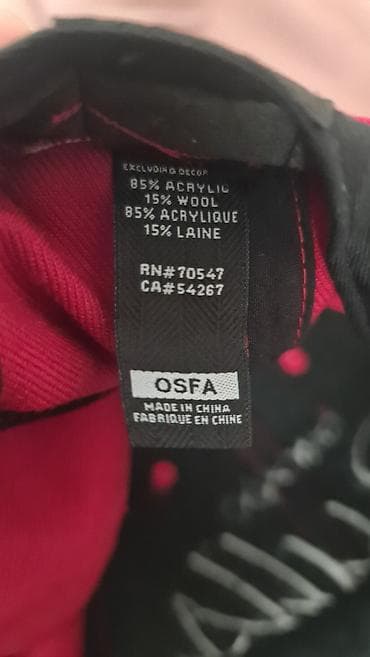 EXCLUDING DECOR
85% ACRYLIC
15% WOOL
85% ACRYLIQUE
15% LAINE
RN#70547
CA#54267
OSFA
MADE IN CHINA
FABRIQUE EN CHINE